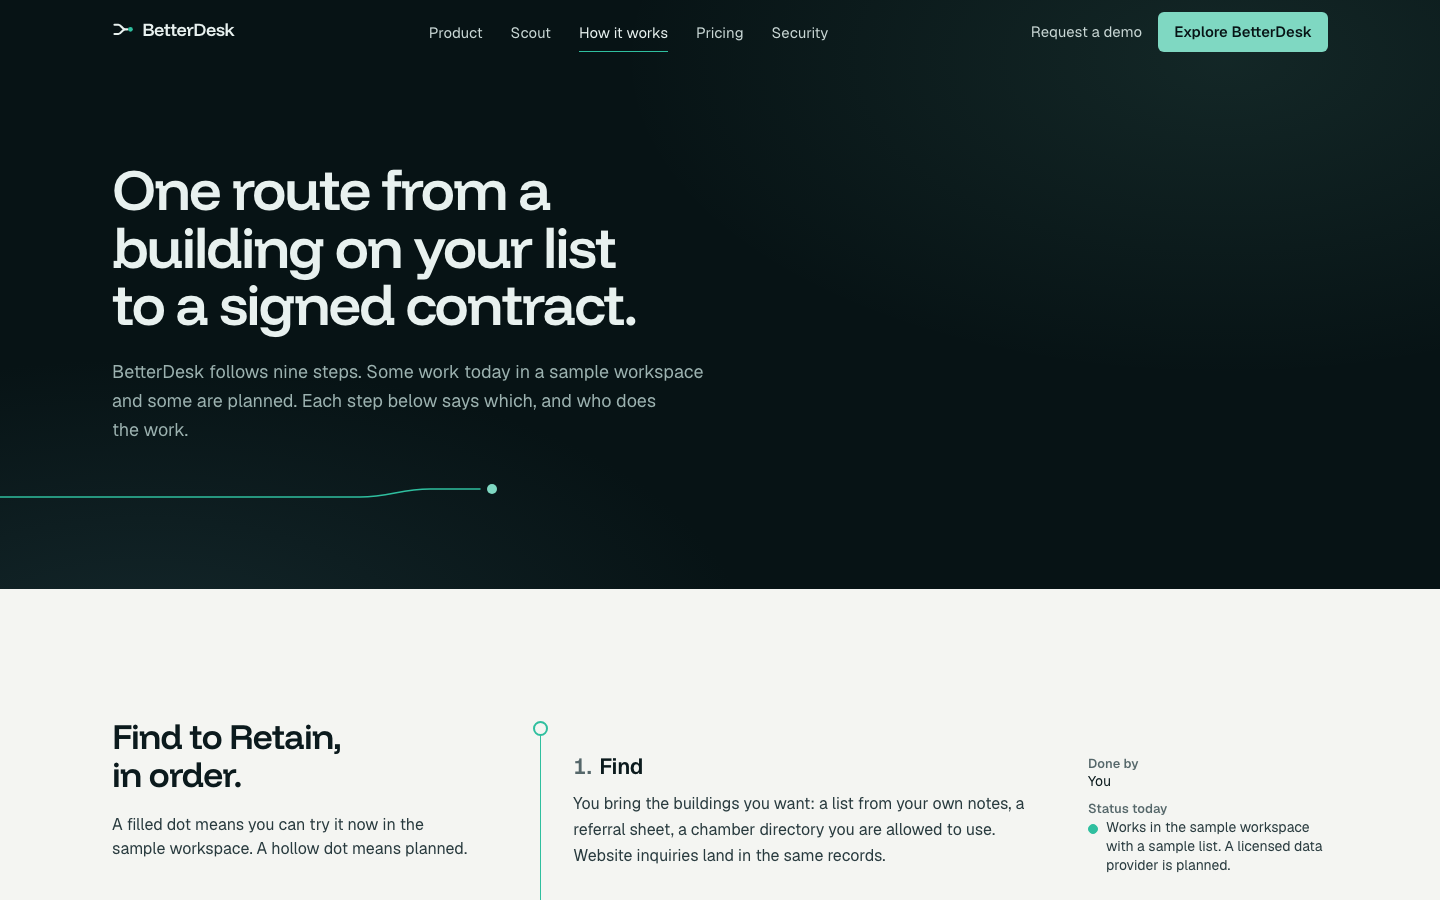 BetterDesk
Product
Scout
How it works
Pricing
Security
Request a demo
Explore BetterDesk
One route from a
building on your list
to a signed contract.
BetterDesk follows nine steps. Some work today in a sample workspace
and some are planned. Each step below says which, and who does
the work.
Find to Retain,
in order.
A filled dot means you can try it now in the
sample workspace. A hollow dot means planned.
1. Find
You bring the buildings you want: a list from your own notes, a
referral sheet, a chamber directory you are allowed to use.
Website inquiries land in the same records.
Done by
You
Status today
Works in the sample workspace
with a sample list. A licensed data
provider is planned.